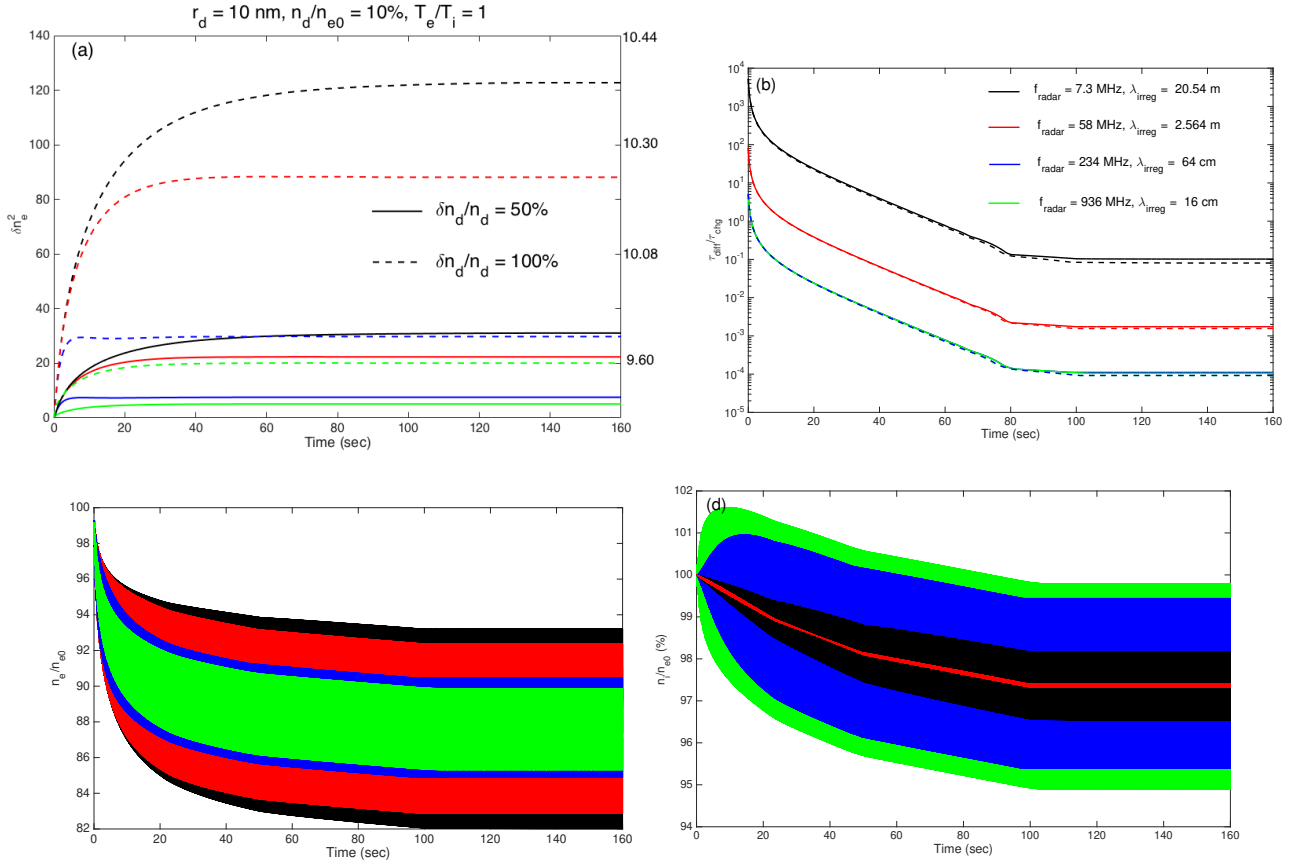 r_d = 10 nm, n_d/n_e0 = 10%, T_e/T_i = 1
(a)
140
120
100
80
60
40
20
0
δn_e^2
10.44
10.30
10.08
9.60
δn_d/n_d = 50%
δn_d/n_d = 100%
0 20 40 60 80 100 120 140 160
Time (sec)
(b)
10^4
10^3
10^2
10^1
10^0
10^-1
10^-2
10^-3
10^-4
10^-5
τ_diff/τ_chg
f_radar = 7.3 MHz, λ_irreg = 20.54 m
f_radar = 58 MHz, λ_irreg = 2.564 m
f_radar = 234 MHz, λ_irreg = 64 cm
f_radar = 936 MHz, λ_irreg = 16 cm
0 20 40 60 80 100 120 140 160
Time (sec)
100
98
96
94
92
90
88
86
84
82
n_e/n_e0
0 20 40 60 80 100 120 140 160
Time (sec)
(d)
102
101
100
99
98
97
96
95
94
n_i/n_e0 (%)
0 20 40 60 80 100 120 140 160
Time (sec)